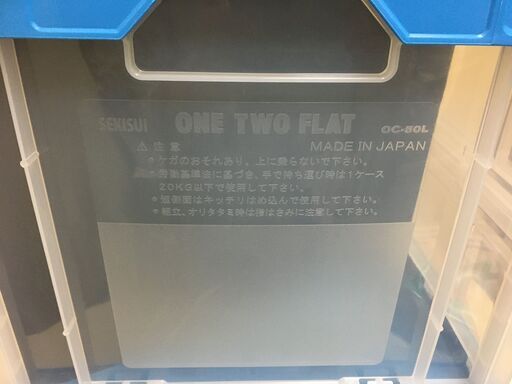 SEKISUI ONE TWO FLAT OC-50L
MADE IN JAPAN
⚠ 注意
●ケガのおそれあり。上に乗らないで下さい。
●労働基準法に基づき、手で持ち運び時は1ケース
20KG以下で使用して下さい。
●短側面はキッチリはめ込んで使用して下さい。
●組立、オリタタミ時は指はさみに注意して下さい。